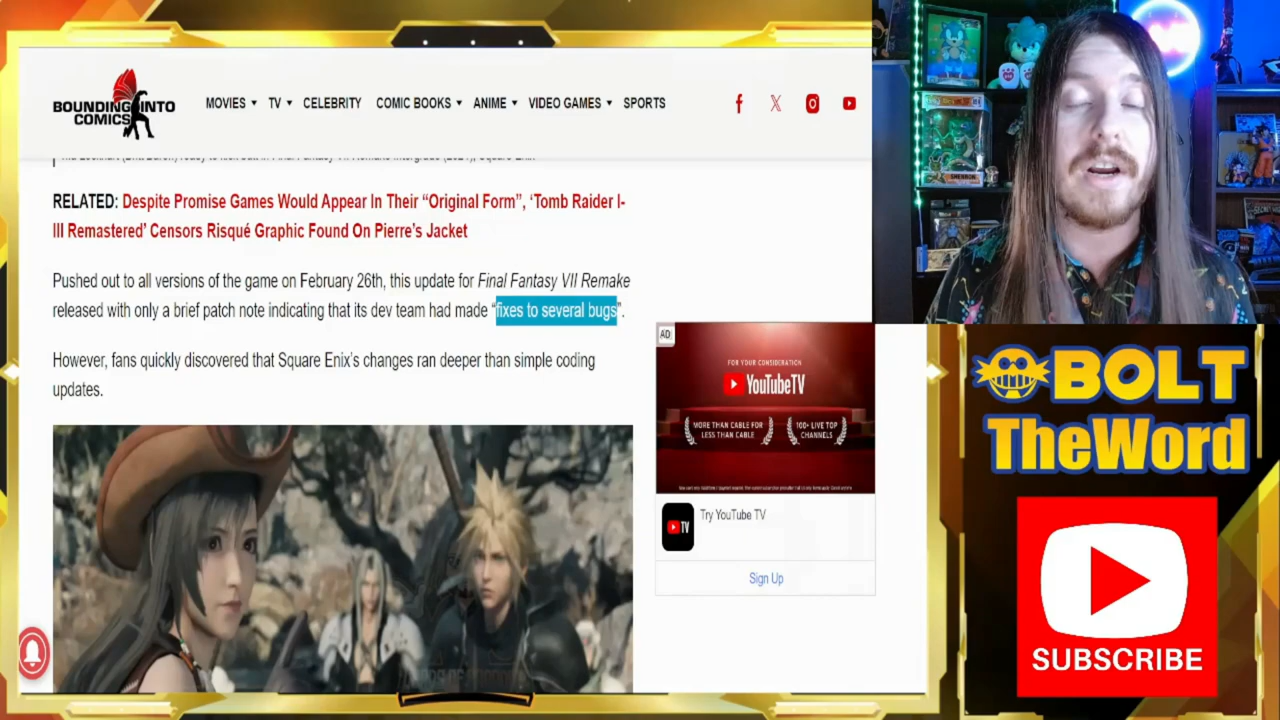 BOUNDING INTO
COMICS
MOVIES TV CELEBRITY COMIC BOOKS ANIME VIDEO GAMES SPORTS
RELATED: Despite Promise Games Would Appear In Their “Original Form”, ‘Tomb Raider I-
III Remastered’ Censors Risqué Graphic Found On Pierre’s Jacket
Pushed out to all versions of the game on February 26th, this update for Final Fantasy VII Remake
released with only a brief patch note indicating that its dev team had made “fixes to several bugs”.
However, fans quickly discovered that Square Enix’s changes ran deeper than simple coding
updates.
AD
FOR YOUR CONSIDERATION
YouTubeTV
MORE THAN CABLE FOR
LESS THAN CABLE
100+ LIVE TOP
CHANNELS
TV
Try YouTube TV
Sign Up
BOLT
TheWord
SUBSCRIBE
SHENRON